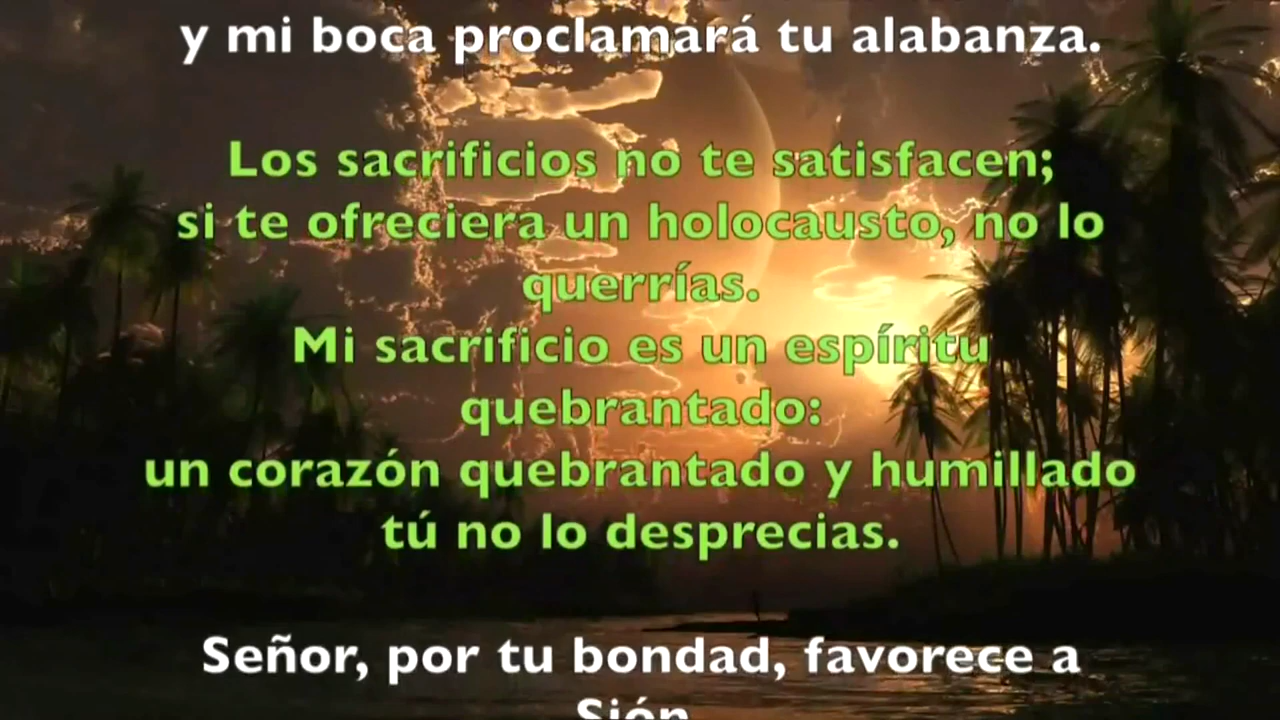 y mi boca proclamará tu alabanza.
Los sacrificios no te satisfacen;
si te ofreciera un holocausto, no lo
querrías.
Mi sacrificio es un espíritu
quebrantado:
un corazón quebrantado y humillado
tú no lo desprecias.
Señor, por tu bondad, favorece a
Sión